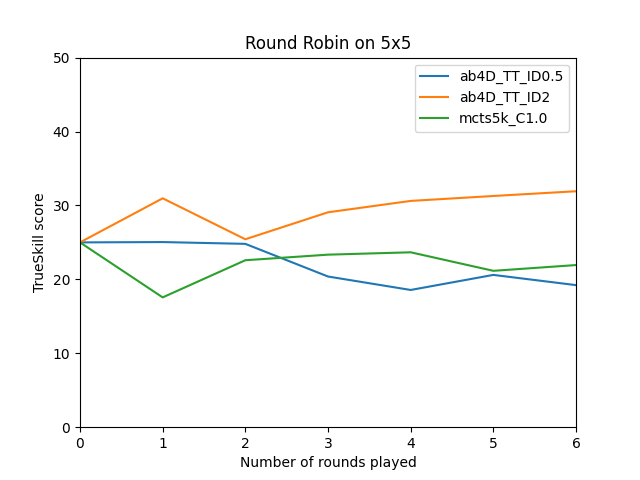 Round Robin on 5x5
ab4D_TT_ID0.5
ab4D_TT_ID2
mcts5k_C1.0
TrueSkill score
50
40
30
20
10
0
0 1 2 3 4 5 6
Number of rounds played